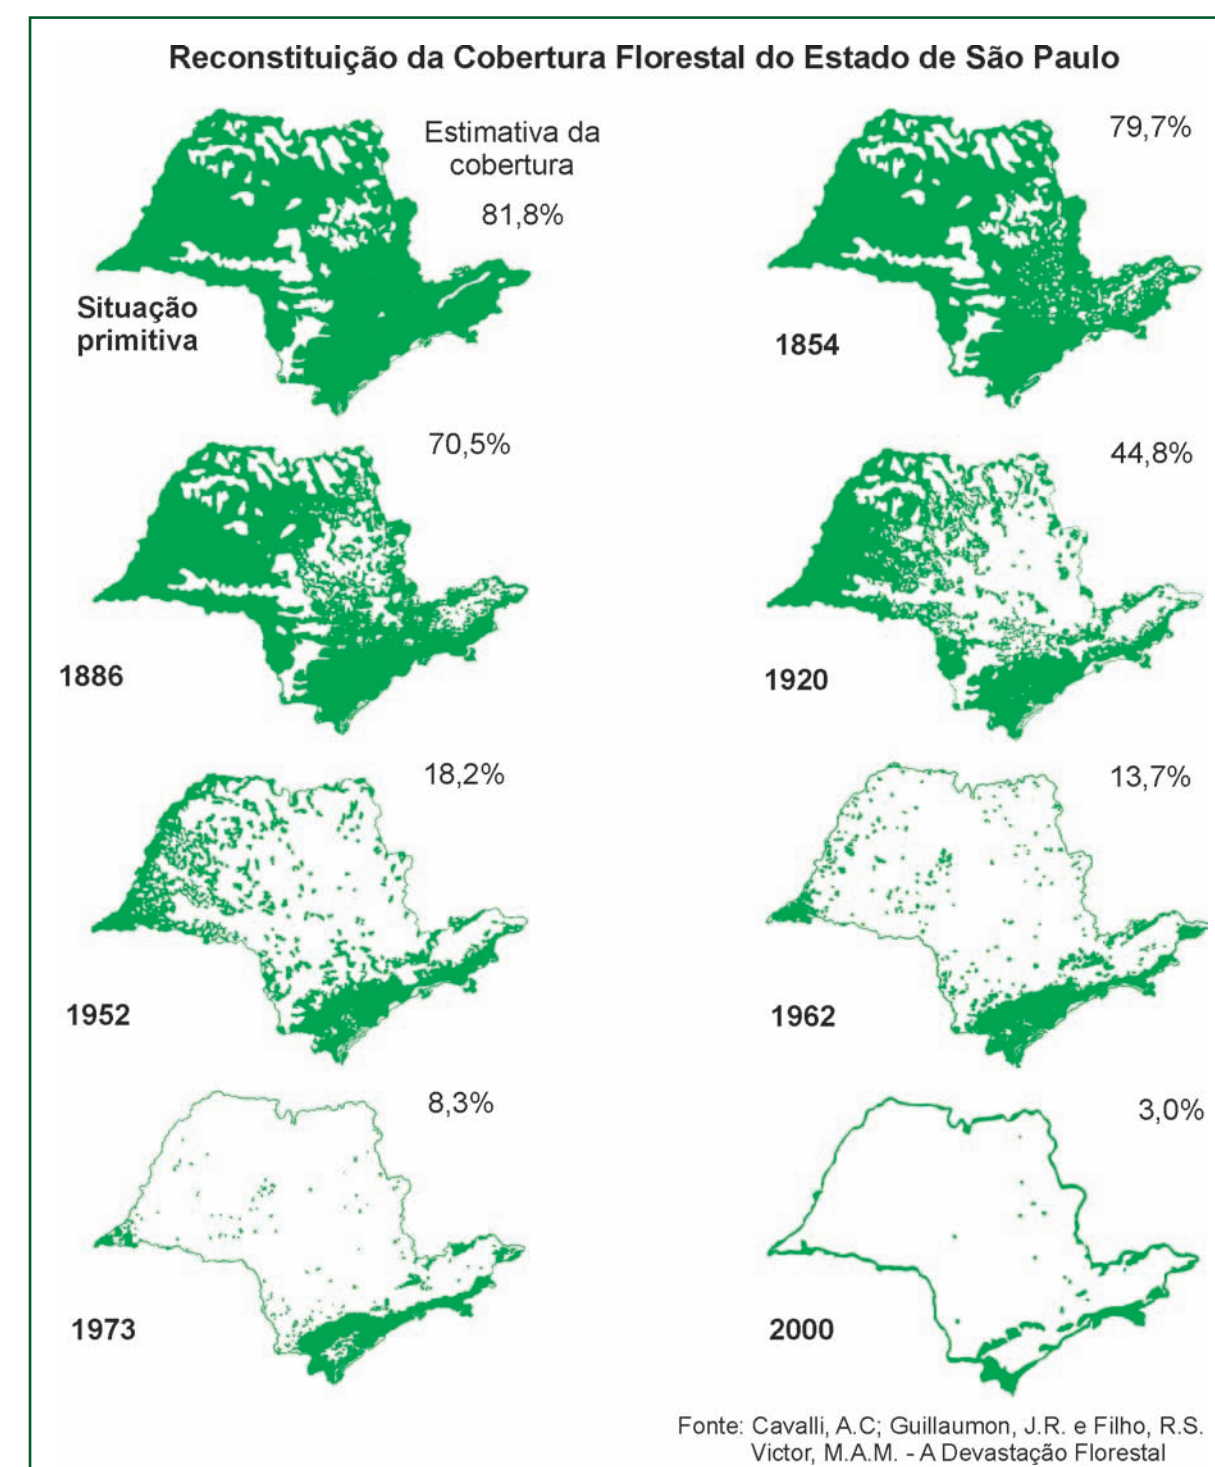 Reconstituição da Cobertura Florestal do Estado de São Paulo
Estimativa da
cobertura
81,8%
Situação
primitiva
79,7%
1854
70,5%
1886
44,8%
1920
18,2%
1952
13,7%
1962
8,3%
1973
3,0%
2000
Fonte: Cavalli, A.C; Guillaumon, J.R. e Filho, R.S.
Victor, M.A.M. - A Devastação Florestal